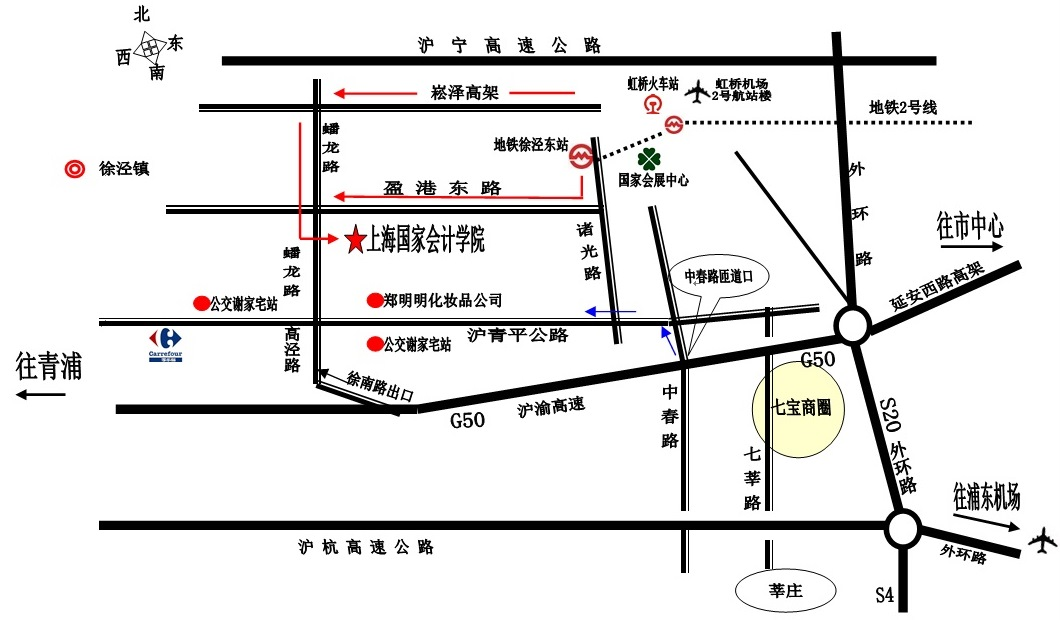 北
西
东
南
沪宁高速公路
崧泽高架
虹桥火车站
虹桥机场
2号航站楼
地铁2号线
蟠龙路
地铁徐泾东站
徐泾镇
国家会展中心
盈港东路
外环路
上海国家会计学院
诸光路
往市中心
蟠龙路
中春路匝道口
延安西路高架
公交谢家宅站
郑明明化妆品公司
沪青平公路
高泾路
公交谢家宅站
Carrefour
家乐福
往青浦
徐南路出口
G50
G50
沪渝高速
中春路
七宝商圈
S20 外环路
七莘路
往浦东机场
沪杭高速公路
外环路
莘庄
S4